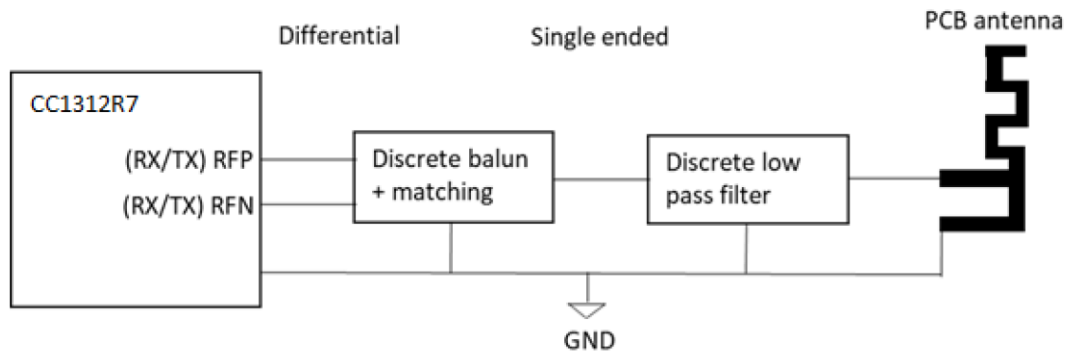 Differential
Single ended
PCB antenna
CC1312R7
(RX/TX) RFP
(RX/TX) RFN
Discrete balun
+ matching
Discrete low
pass filter
GND